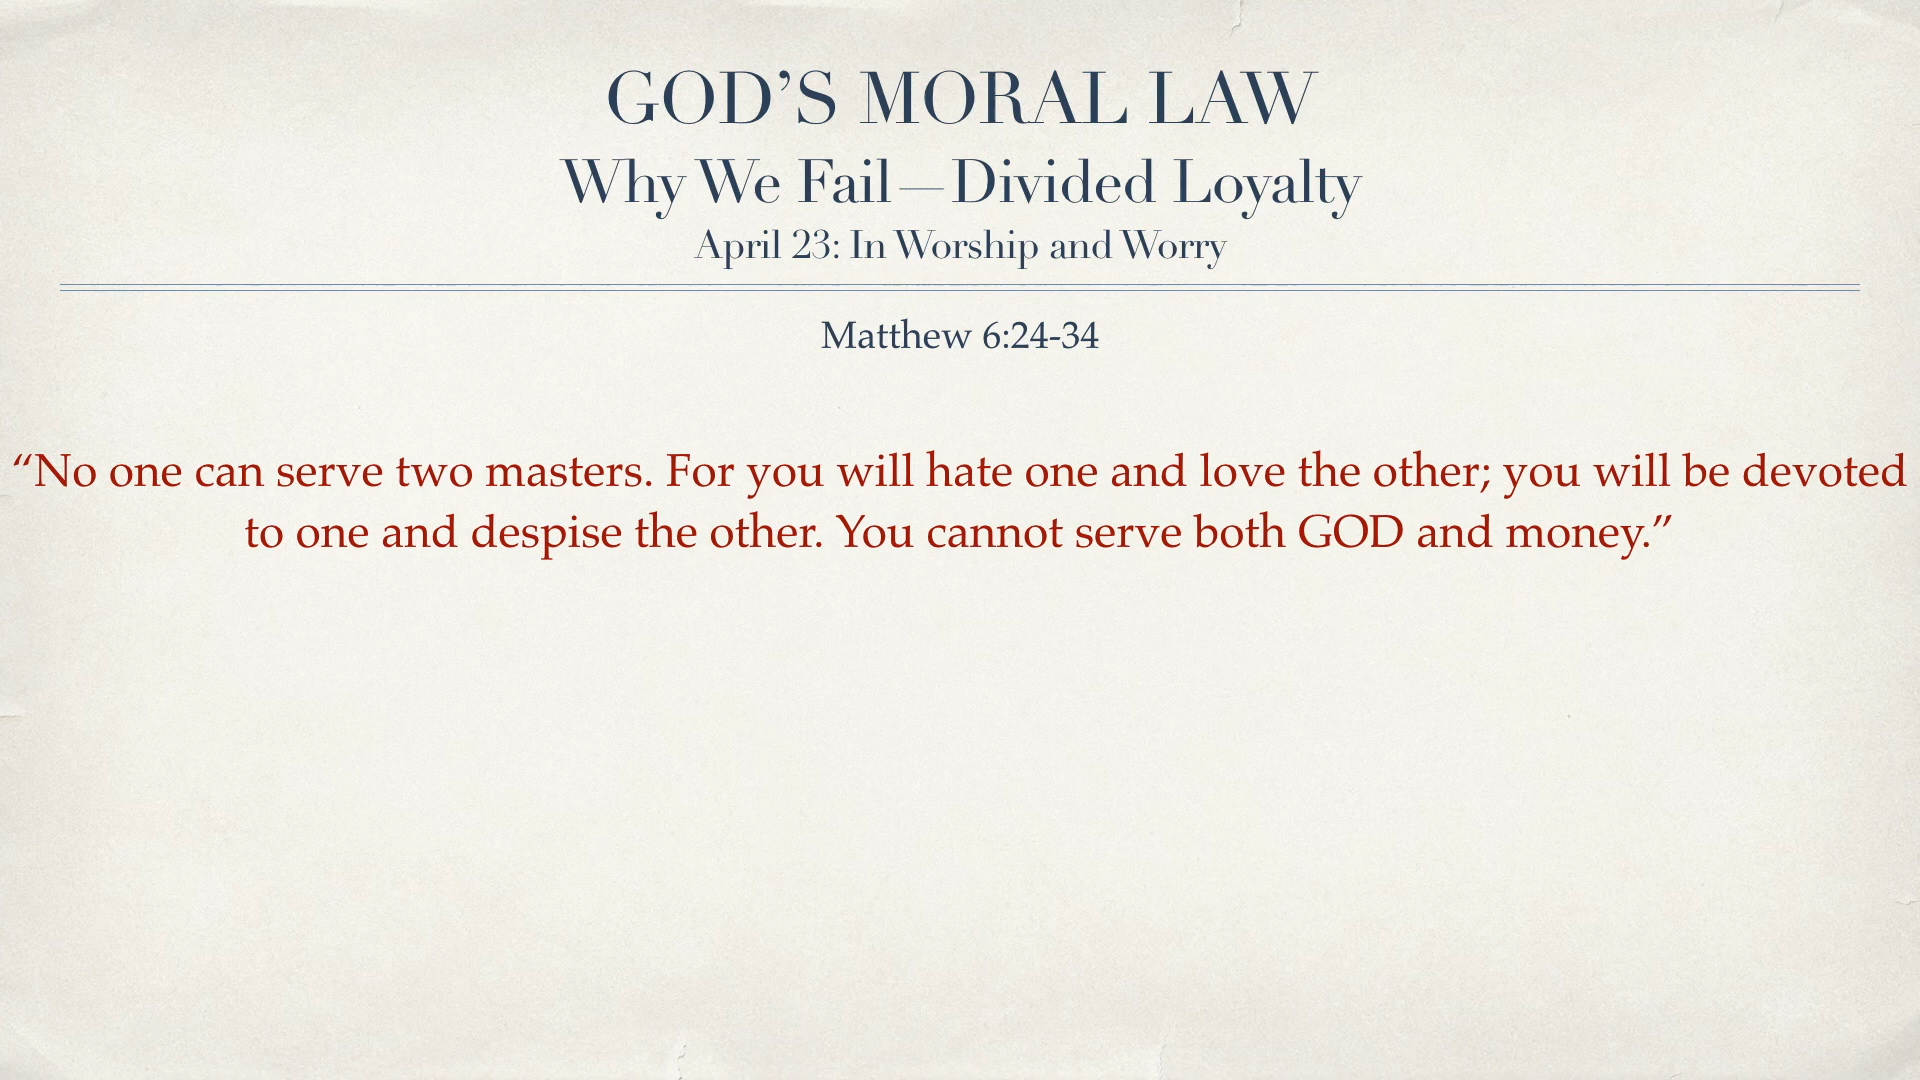 GOD’S MORAL LAW
Why We Fail—Divided Loyalty
April 23: In Worship and Worry
Matthew 6:24-34
“No one can serve two masters. For you will hate one and love the other; you will be devoted
to one and despise the other. You cannot serve both GOD and money.”